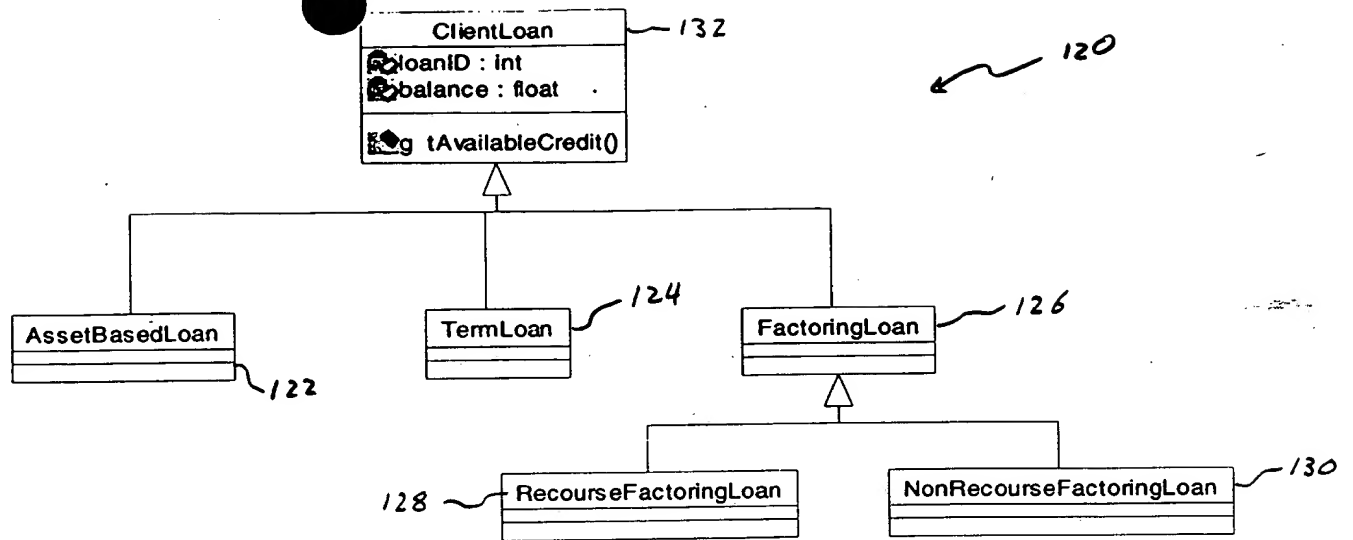 ClientLoan 132
loanID : int
balance : float
g tAvailableCredit()
120
AssetBasedLoan
122
TermLoan 124
FactoringLoan 126
128 RecourseFactoringLoan
NonRecourseFactoringLoan 130